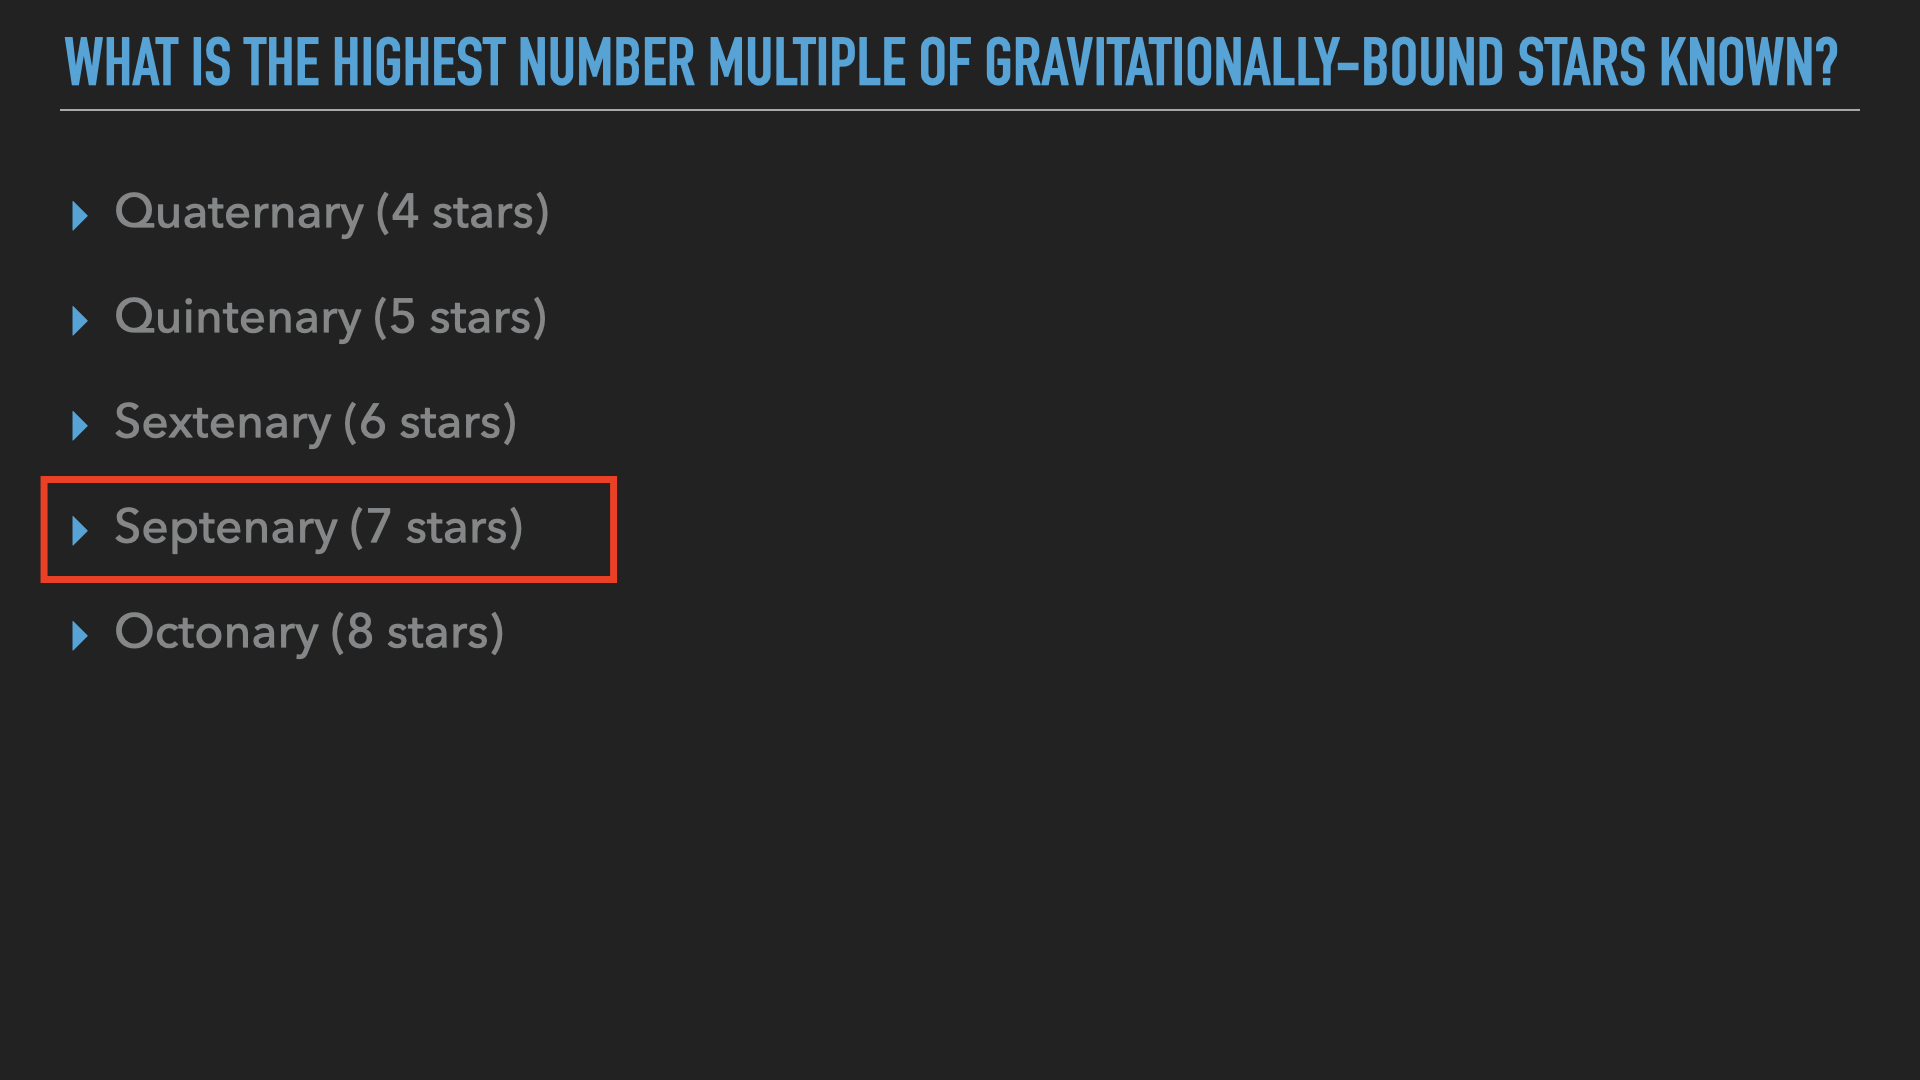 WHAT IS THE HIGHEST NUMBER MULTIPLE OF GRAVITATIONALLY-BOUND STARS KNOWN?
Quaternary (4 stars)
Quintenary (5 stars)
Sextenary (6 stars)
Septenary (7 stars)
Octonary (8 stars)